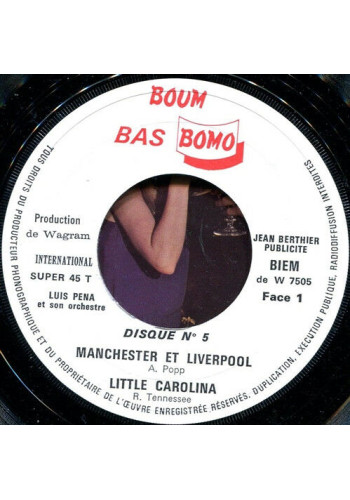 BOUM
BAS BOMO
Production
de Wagram
INTERNATIONAL
SUPER 45 T
LUIS PENA
et son orchestre
JEAN BERTHIER
PUBLICITE
BIEM
de W 7505
Face 1
DISQUE N° 5
MANCHESTER ET LIVERPOOL
A. Popp
LITTLE CAROLINA
R. Tennessee
TOUS DROITS DU PRODUCTEUR PHONOGRAPHIQUE ET DU PROPRIETAIRE DE L'ŒUVRE ENREGISTRÉE RÉSERVÉS, DUPLICATION, EXÉCUTION PUBLIQUE, RADIODIFFUSION INTERDITES